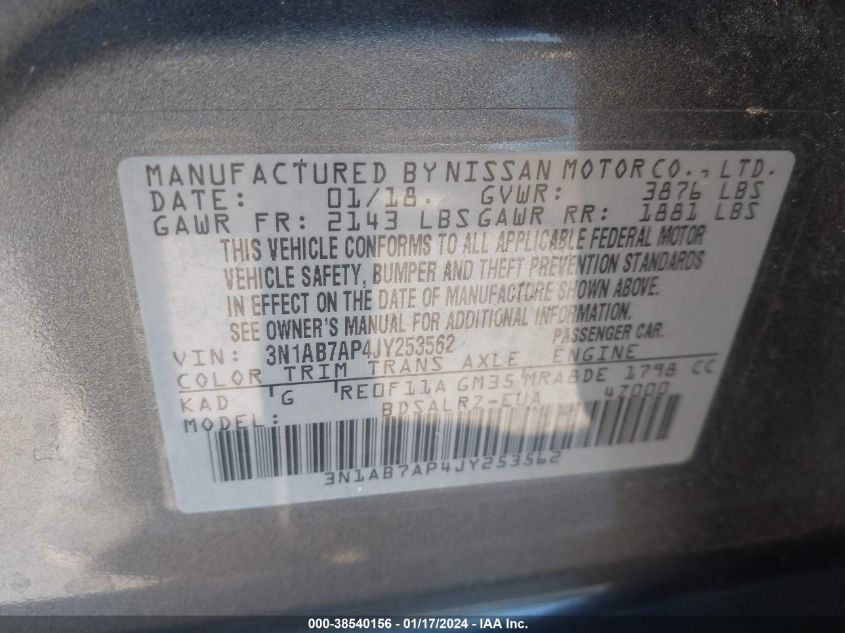 MANUFACTURED BY NISSAN MOTOR CO., LTD.
DATE: 01/18. GVWR: 3876 LBS
GAWR FR: 2143 LBS GAWR RR: 1881 LBS
THIS VEHICLE CONFORMS TO ALL APPLICABLE FEDERAL MOTOR
VEHICLE SAFETY, BUMPER AND THEFT PREVENTION STANDARDS
IN EFFECT ON THE DATE OF MANUFACTURE SHOWN ABOVE.
SEE OWNER'S MANUAL FOR ADDITIONAL INFORMATION.
VIN: 3N1AB7AP4JY253562 PASSENGER CAR.
COLOR TRIM TRANS AXLE ENGINE
KAD G RE0F11A GM35 MRA8DE 1798 CC
MODEL: BDSALRZ-EUA 47000
3N1AB7AP4JY253562
000-38540156 - 01/17/2024 - IAA Inc.